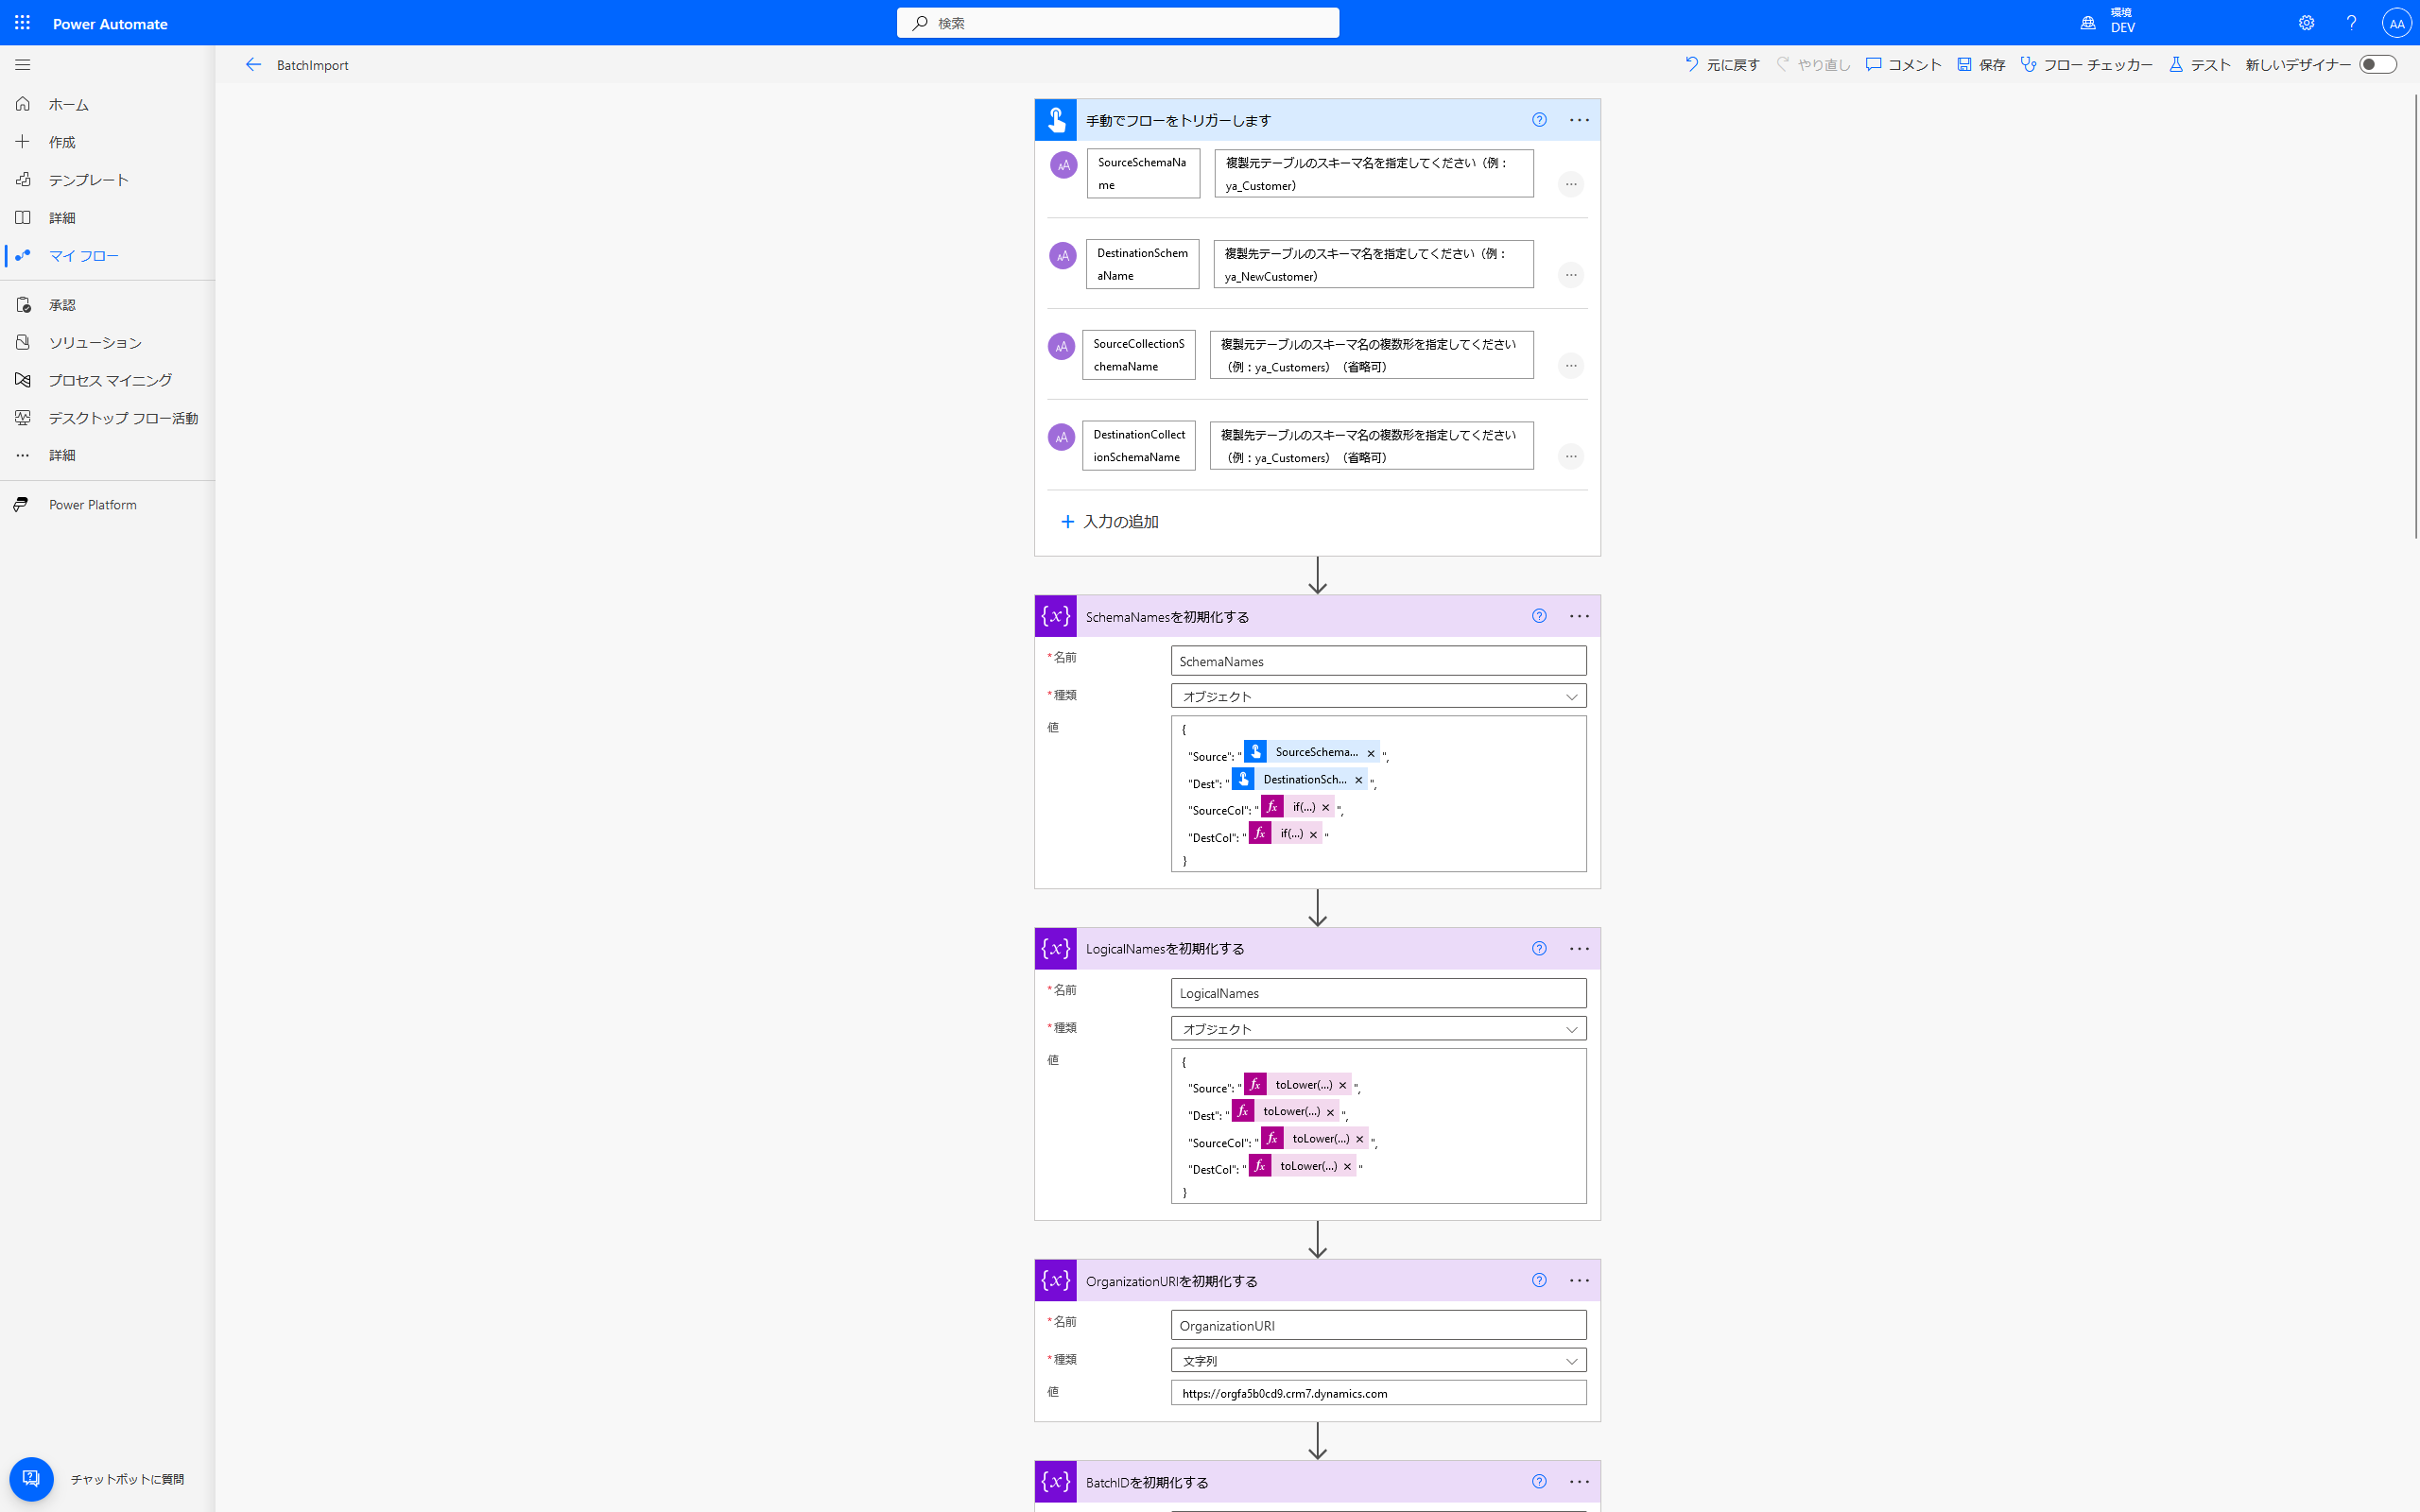 Power Automate
検索
環境
DEV
AA
BatchImport
元に戻す
やり直し
コメント
保存
フロー チェッカー
テスト
新しいデザイナー
ホーム
作成
テンプレート
詳細
マイ フロー
承認
ソリューション
プロセス マイニング
デスクトップ フロー活動
詳細
Power Platform
チャットボットに質問
手動でフローをトリガーします
AA
SourceSchemaNa
me
複製元テーブルのスキーマ名を指定してください（例：
ya_Customer）
AA
DestinationSchem
aName
複製先テーブルのスキーマ名を指定してください（例：
ya_NewCustomer）
AA
SourceCollectionS
chemaName
複製元テーブルのスキーマ名の複数形を指定してください
（例：ya_Customers）（省略可）
AA
DestinationCollect
ionSchemaName
複製先テーブルのスキーマ名の複数形を指定してください
（例：ya_Customers）（省略可）
入力の追加
{x} SchemaNamesを初期化する
*名前
SchemaNames
*種類
オブジェクト
値
{
"Source": " SourceSchema... × ",
"Dest": " DestinationSch... × ",
"SourceCol": " fx if(...) × ",
"DestCol": " fx if(...) × "
}
{x} LogicalNamesを初期化する
*名前
LogicalNames
*種類
オブジェクト
値
{
"Source": " fx toLower(...) × ",
"Dest": " fx toLower(...) × ",
"SourceCol": " fx toLower(...) × ",
"DestCol": " fx toLower(...) × "
}
{x} OrganizationURIを初期化する
*名前
OrganizationURI
*種類
文字列
値
https://orgfa5b0cd9.crm7.dynamics.com
{x} BatchIDを初期化する